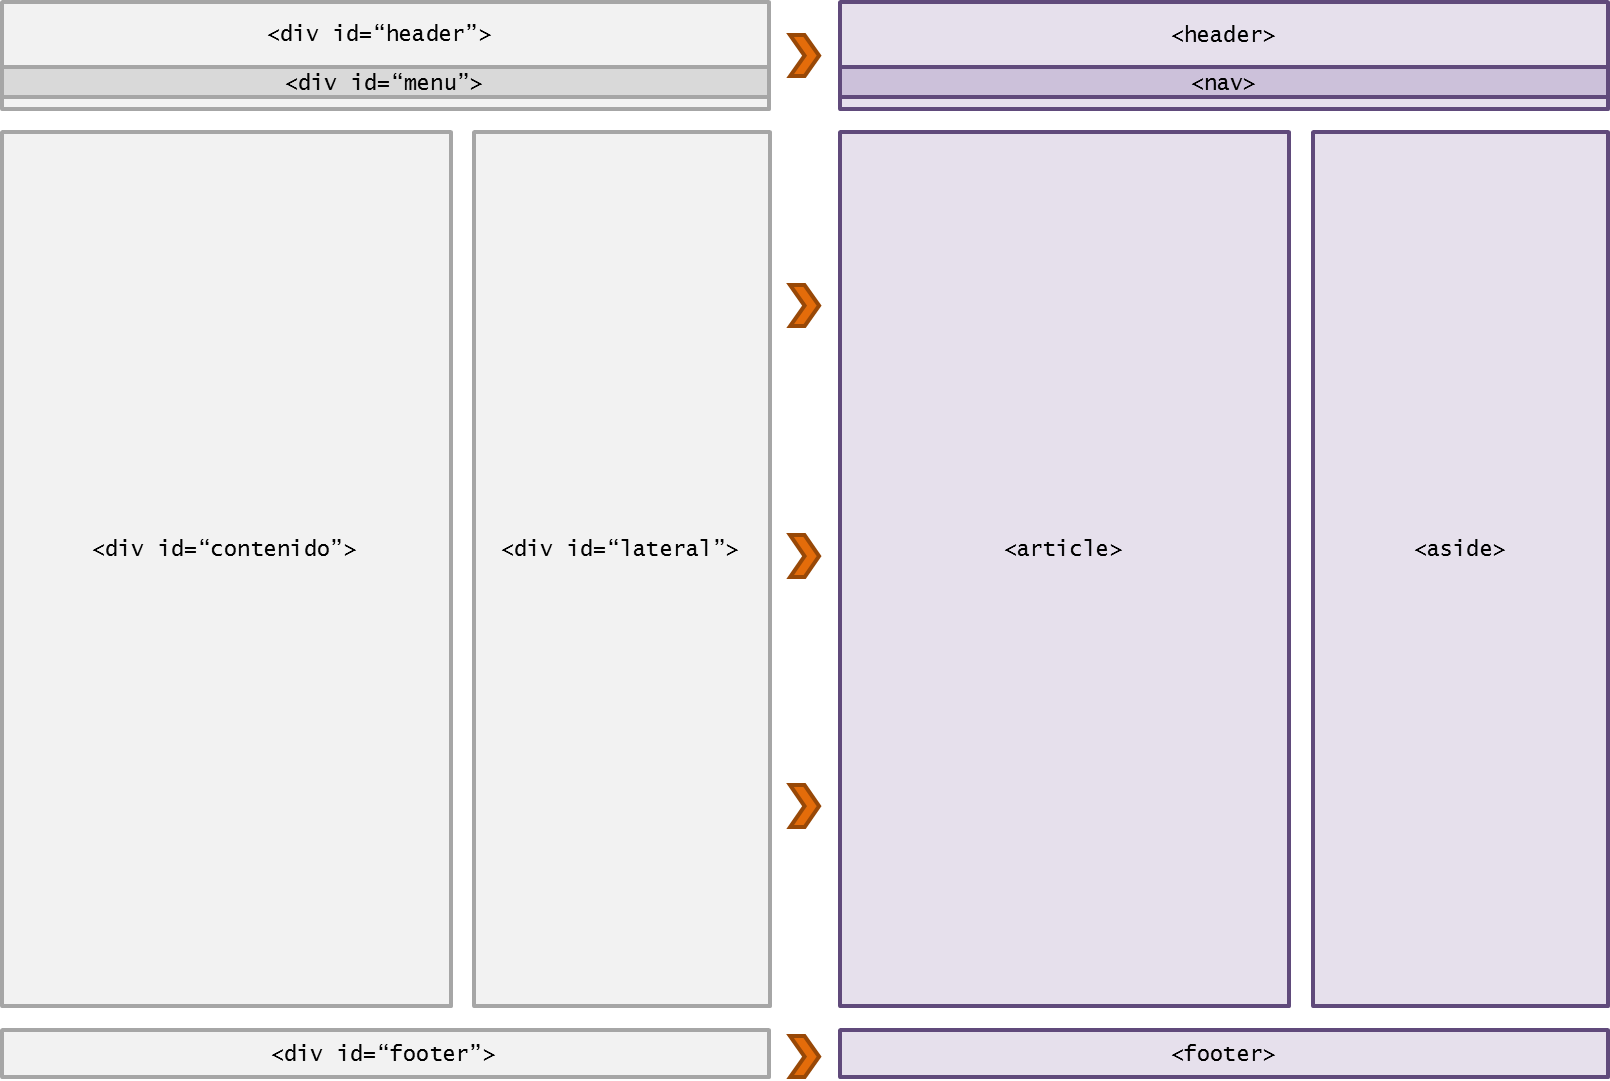 <div id=“header”>
<div id=“menu”>
<div id=“contenido”>
<div id=“lateral”>
<div id=“footer”>
<header>
<nav>
<article>
<aside>
<footer>